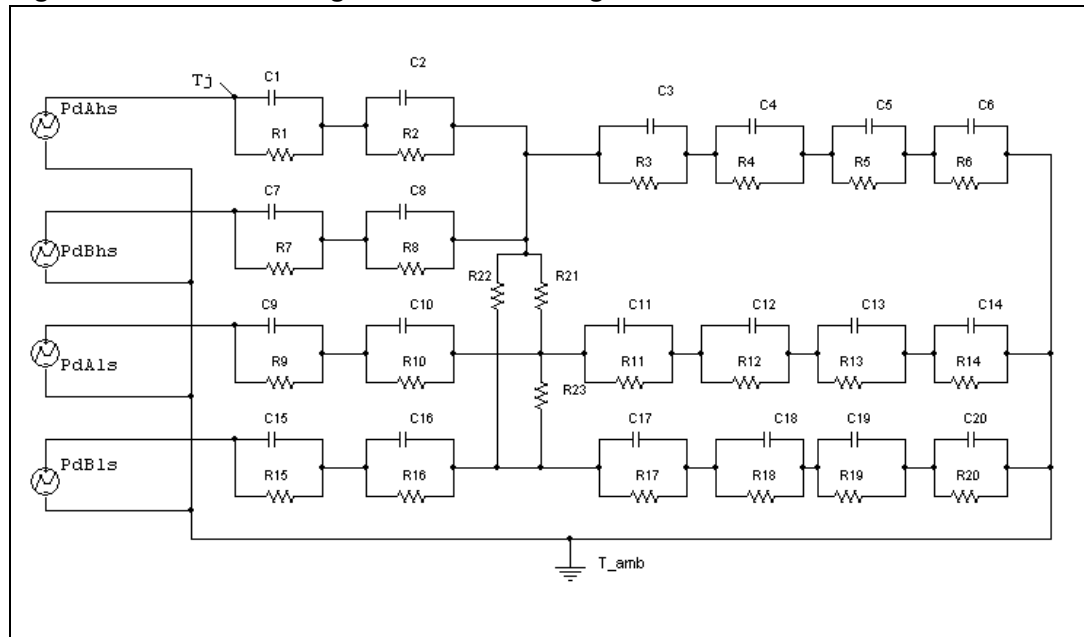 C1
C2
C3
C4
C5
C6
Tj
PdAhs
R1
R2
R3
R4
R5
R6
C7
C8
PdBhs
R7
R8
R22
R21
C9
C10
C11
C12
C13
C14
PdAls
R9
R10
R11
R12
R13
R14
R23
C15
C16
C17
C18
C19
C20
PdBls
R15
R16
R17
R18
R19
R20
T_amb